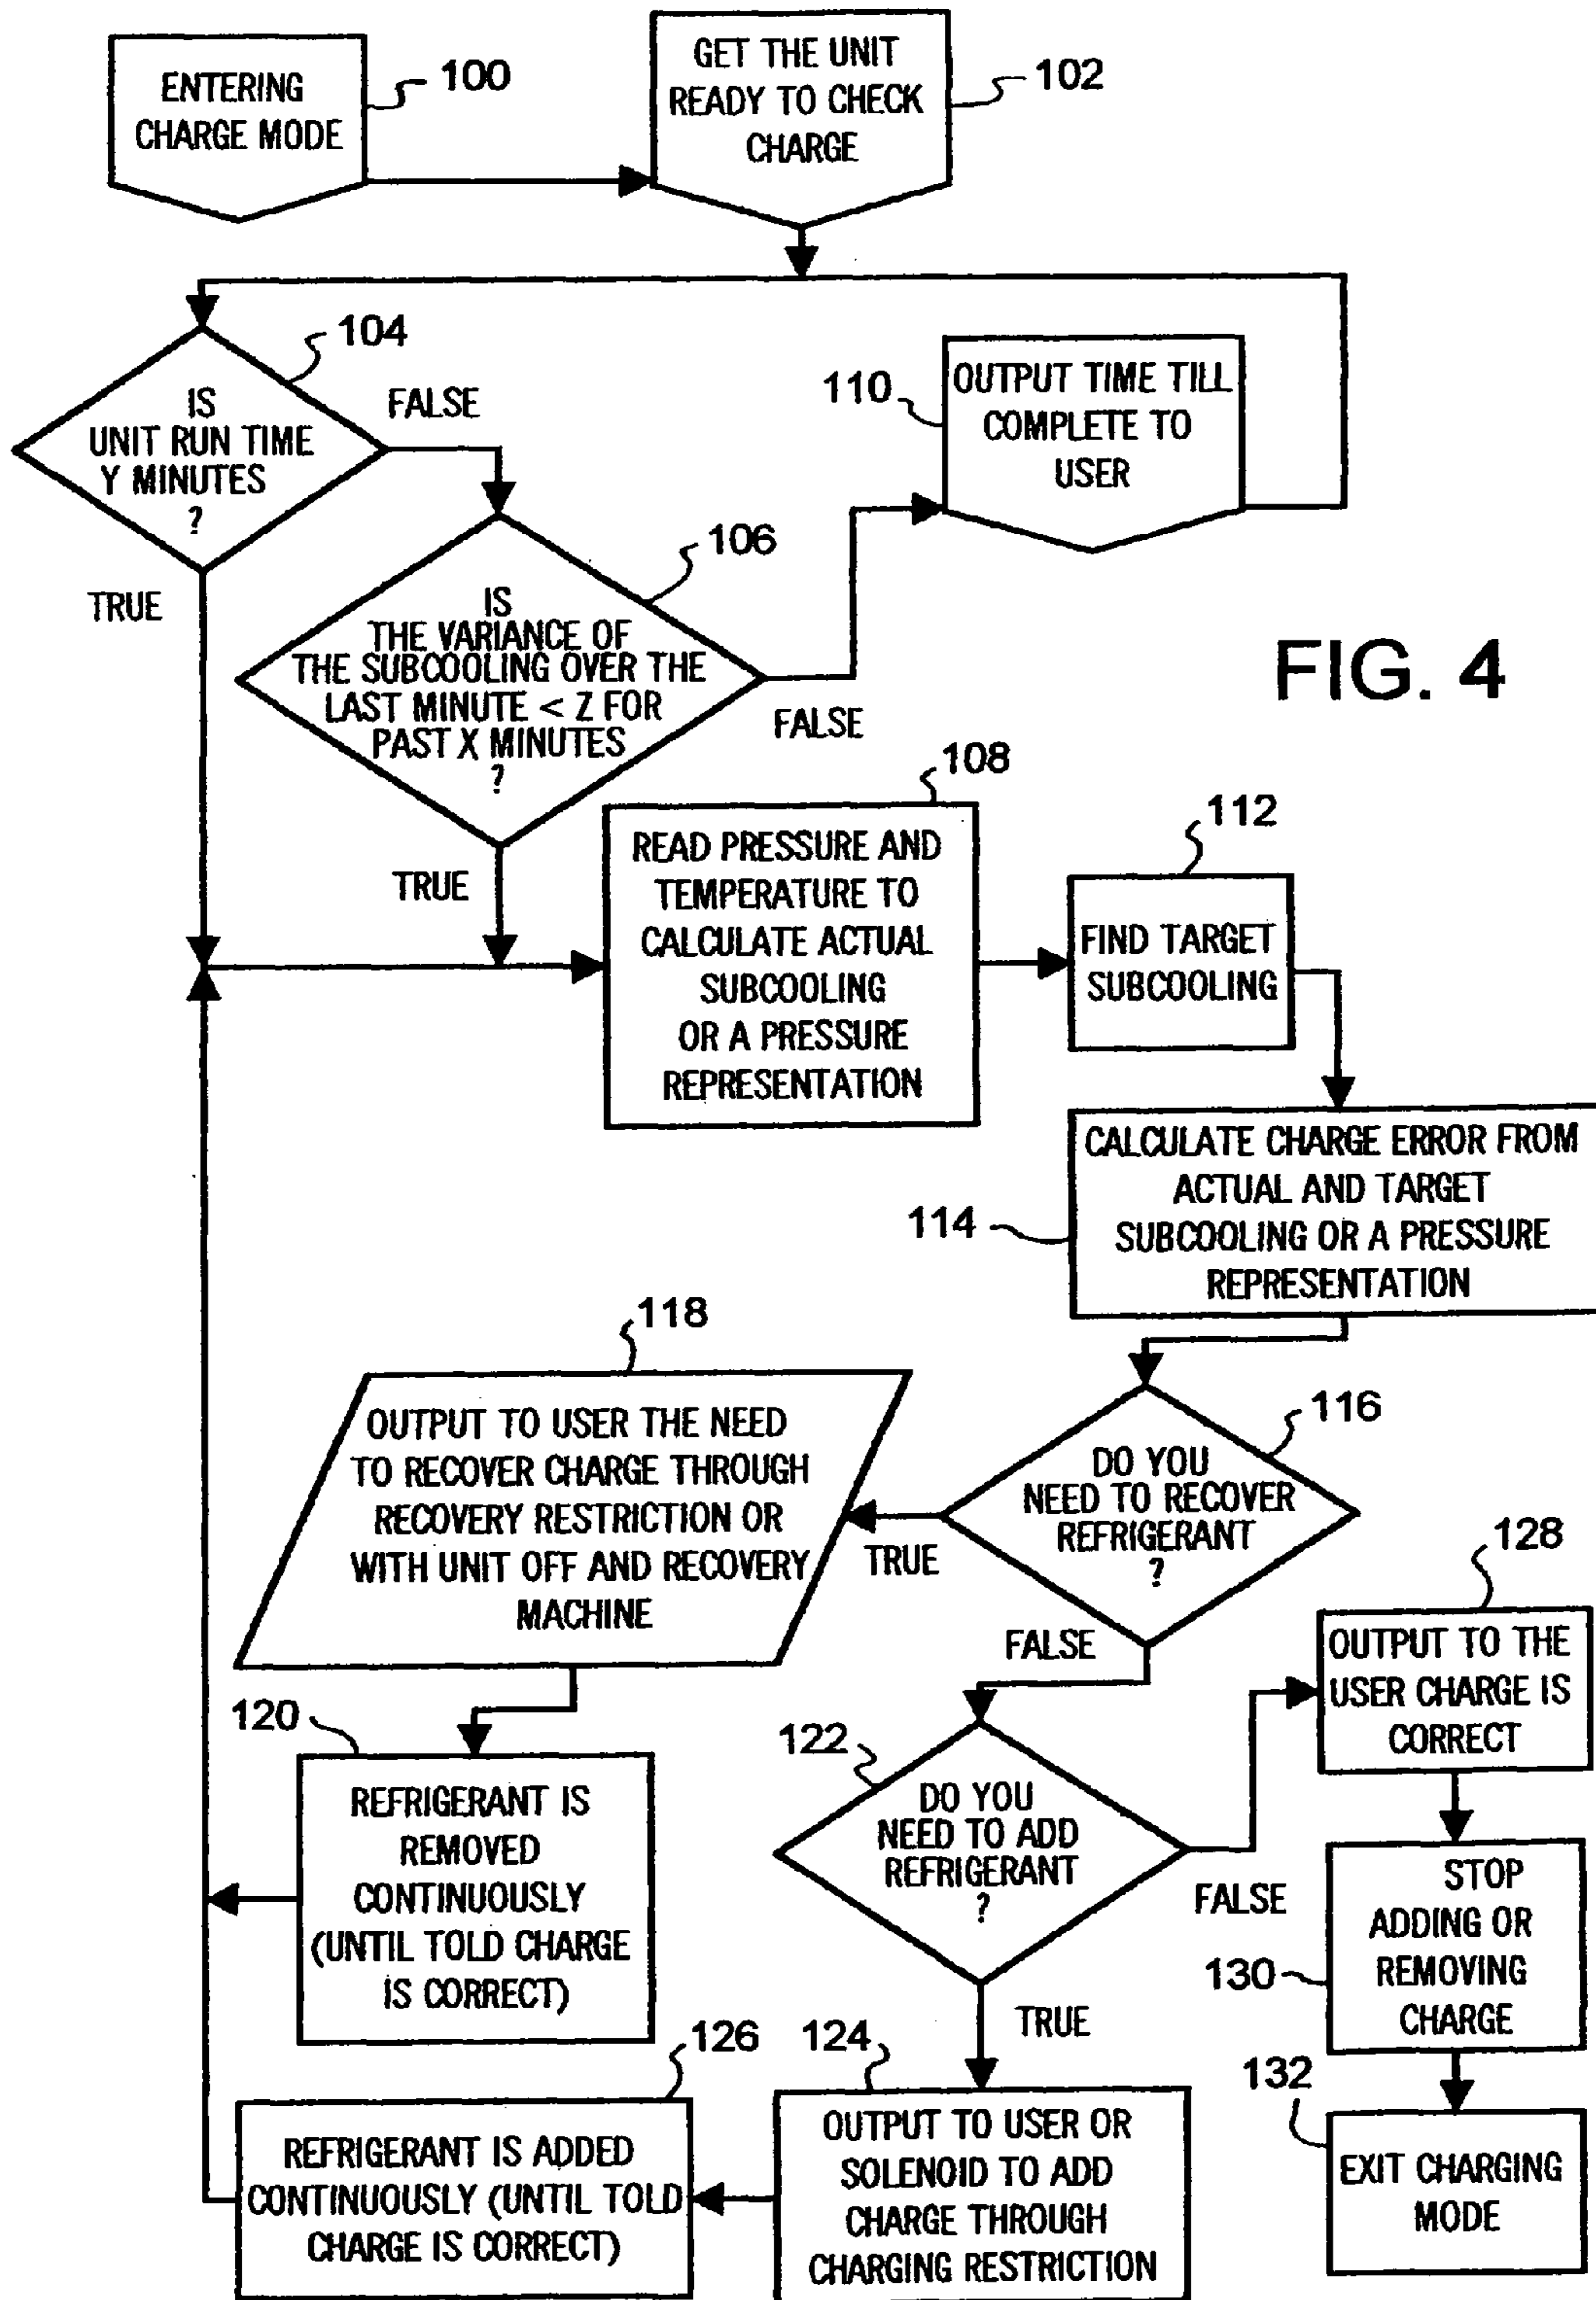 ENTERING
CHARGE MODE
100
GET THE UNIT
READY TO CHECK
CHARGE
102
104
IS
UNIT RUN TIME
Y MINUTES
?
FALSE
TRUE
110
OUTPUT TIME TILL
COMPLETE TO
USER
106
IS
THE VARIANCE OF
THE SUBCOOLING OVER THE
LAST MINUTE < Z FOR
PAST X MINUTES
?
FALSE
TRUE
FIG. 4
108
READ PRESSURE AND
TEMPERATURE TO
CALCULATE ACTUAL
SUBCOOLING
OR A PRESSURE
REPRESENTATION
112
FIND TARGET
SUBCOOLING
114
CALCULATE CHARGE ERROR FROM
ACTUAL AND TARGET
SUBCOOLING OR A PRESSURE
REPRESENTATION
116
DO YOU
NEED TO RECOVER
REFRIGERANT
?
TRUE
FALSE
118
OUTPUT TO USER THE NEED
TO RECOVER CHARGE THROUGH
RECOVERY RESTRICTION OR
WITH UNIT OFF AND RECOVERY
MACHINE
120
REFRIGERANT IS
REMOVED
CONTINUOUSLY
(UNTIL TOLD CHARGE
IS CORRECT)
122
DO YOU
NEED TO ADD
REFRIGERANT
?
FALSE
TRUE
128
OUTPUT TO THE
USER CHARGE IS
CORRECT
130
STOP
ADDING OR
REMOVING
CHARGE
132
EXIT CHARGING
MODE
124
OUTPUT TO USER OR
SOLENOID TO ADD
CHARGE THROUGH
CHARGING RESTRICTION
126
REFRIGERANT IS ADDED
CONTINUOUSLY (UNTIL TOLD
CHARGE IS CORRECT)